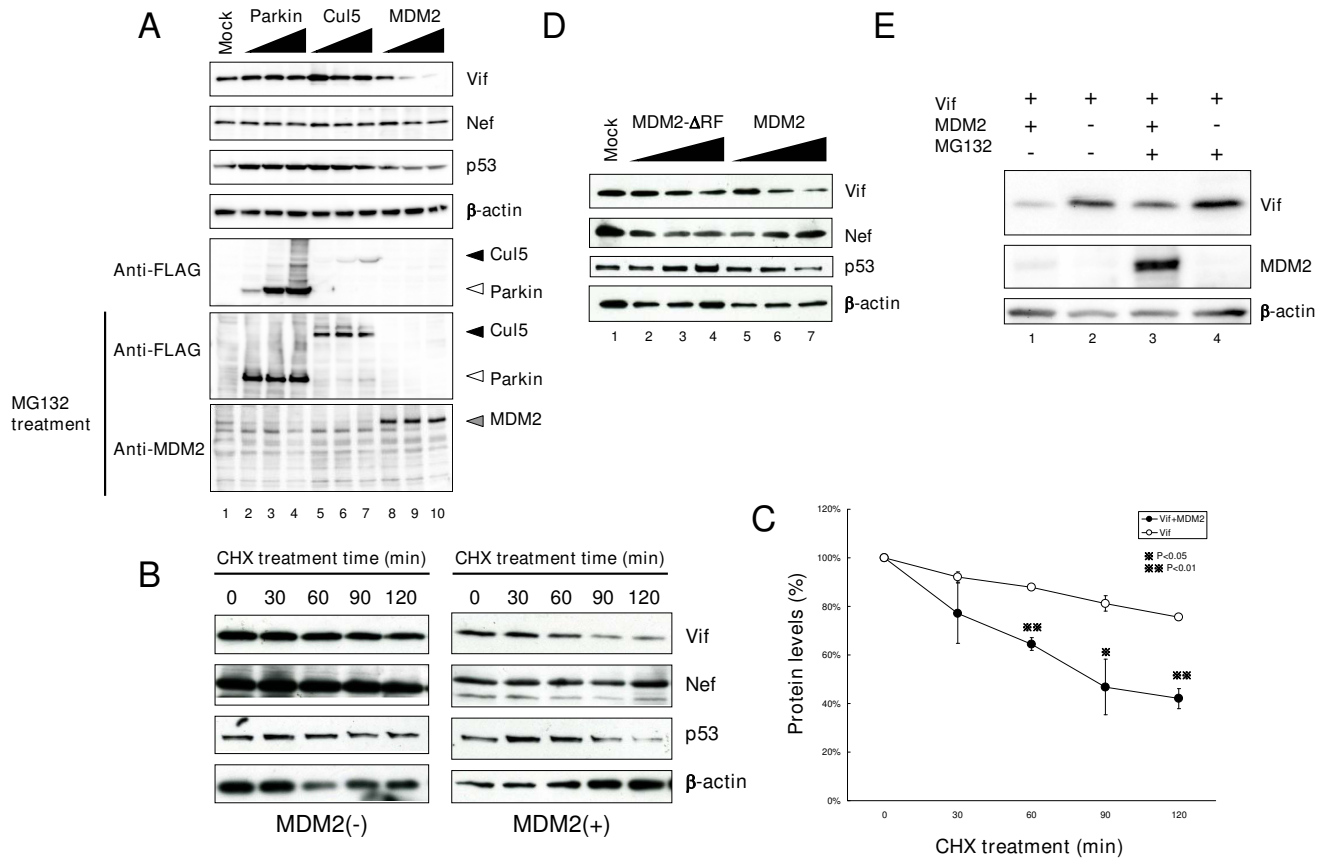 A
Mock
Parkin Cul5 MDM2
Vif
Nef
p53
β-actin
Anti-FLAG
Cul5
Parkin
MG132
treatment
Anti-FLAG
Cul5
Parkin
Anti-MDM2
MDM2
1 2 3 4 5 6 7 8 9 10
D
Mock
MDM2-ΔRF MDM2
Vif
Nef
p53
β-actin
1 2 3 4 5 6 7
E
Vif + + + +
MDM2 + - + -
MG132 - - + +
Vif
MDM2
β-actin
1 2 3 4
B
CHX treatment time (min) CHX treatment time (min)
0 30 60 90 120 0 30 60 90 120
Vif
Nef
p53
β-actin
MDM2(-) MDM2(+)
C
Protein levels (%)
120%
100%
80%
60%
40%
20%
0%
Vif+MDM2
Vif
※ P<0.05
※※ P<0.01
※※
※
※※
0 30 60 90 120
CHX treatment (min)